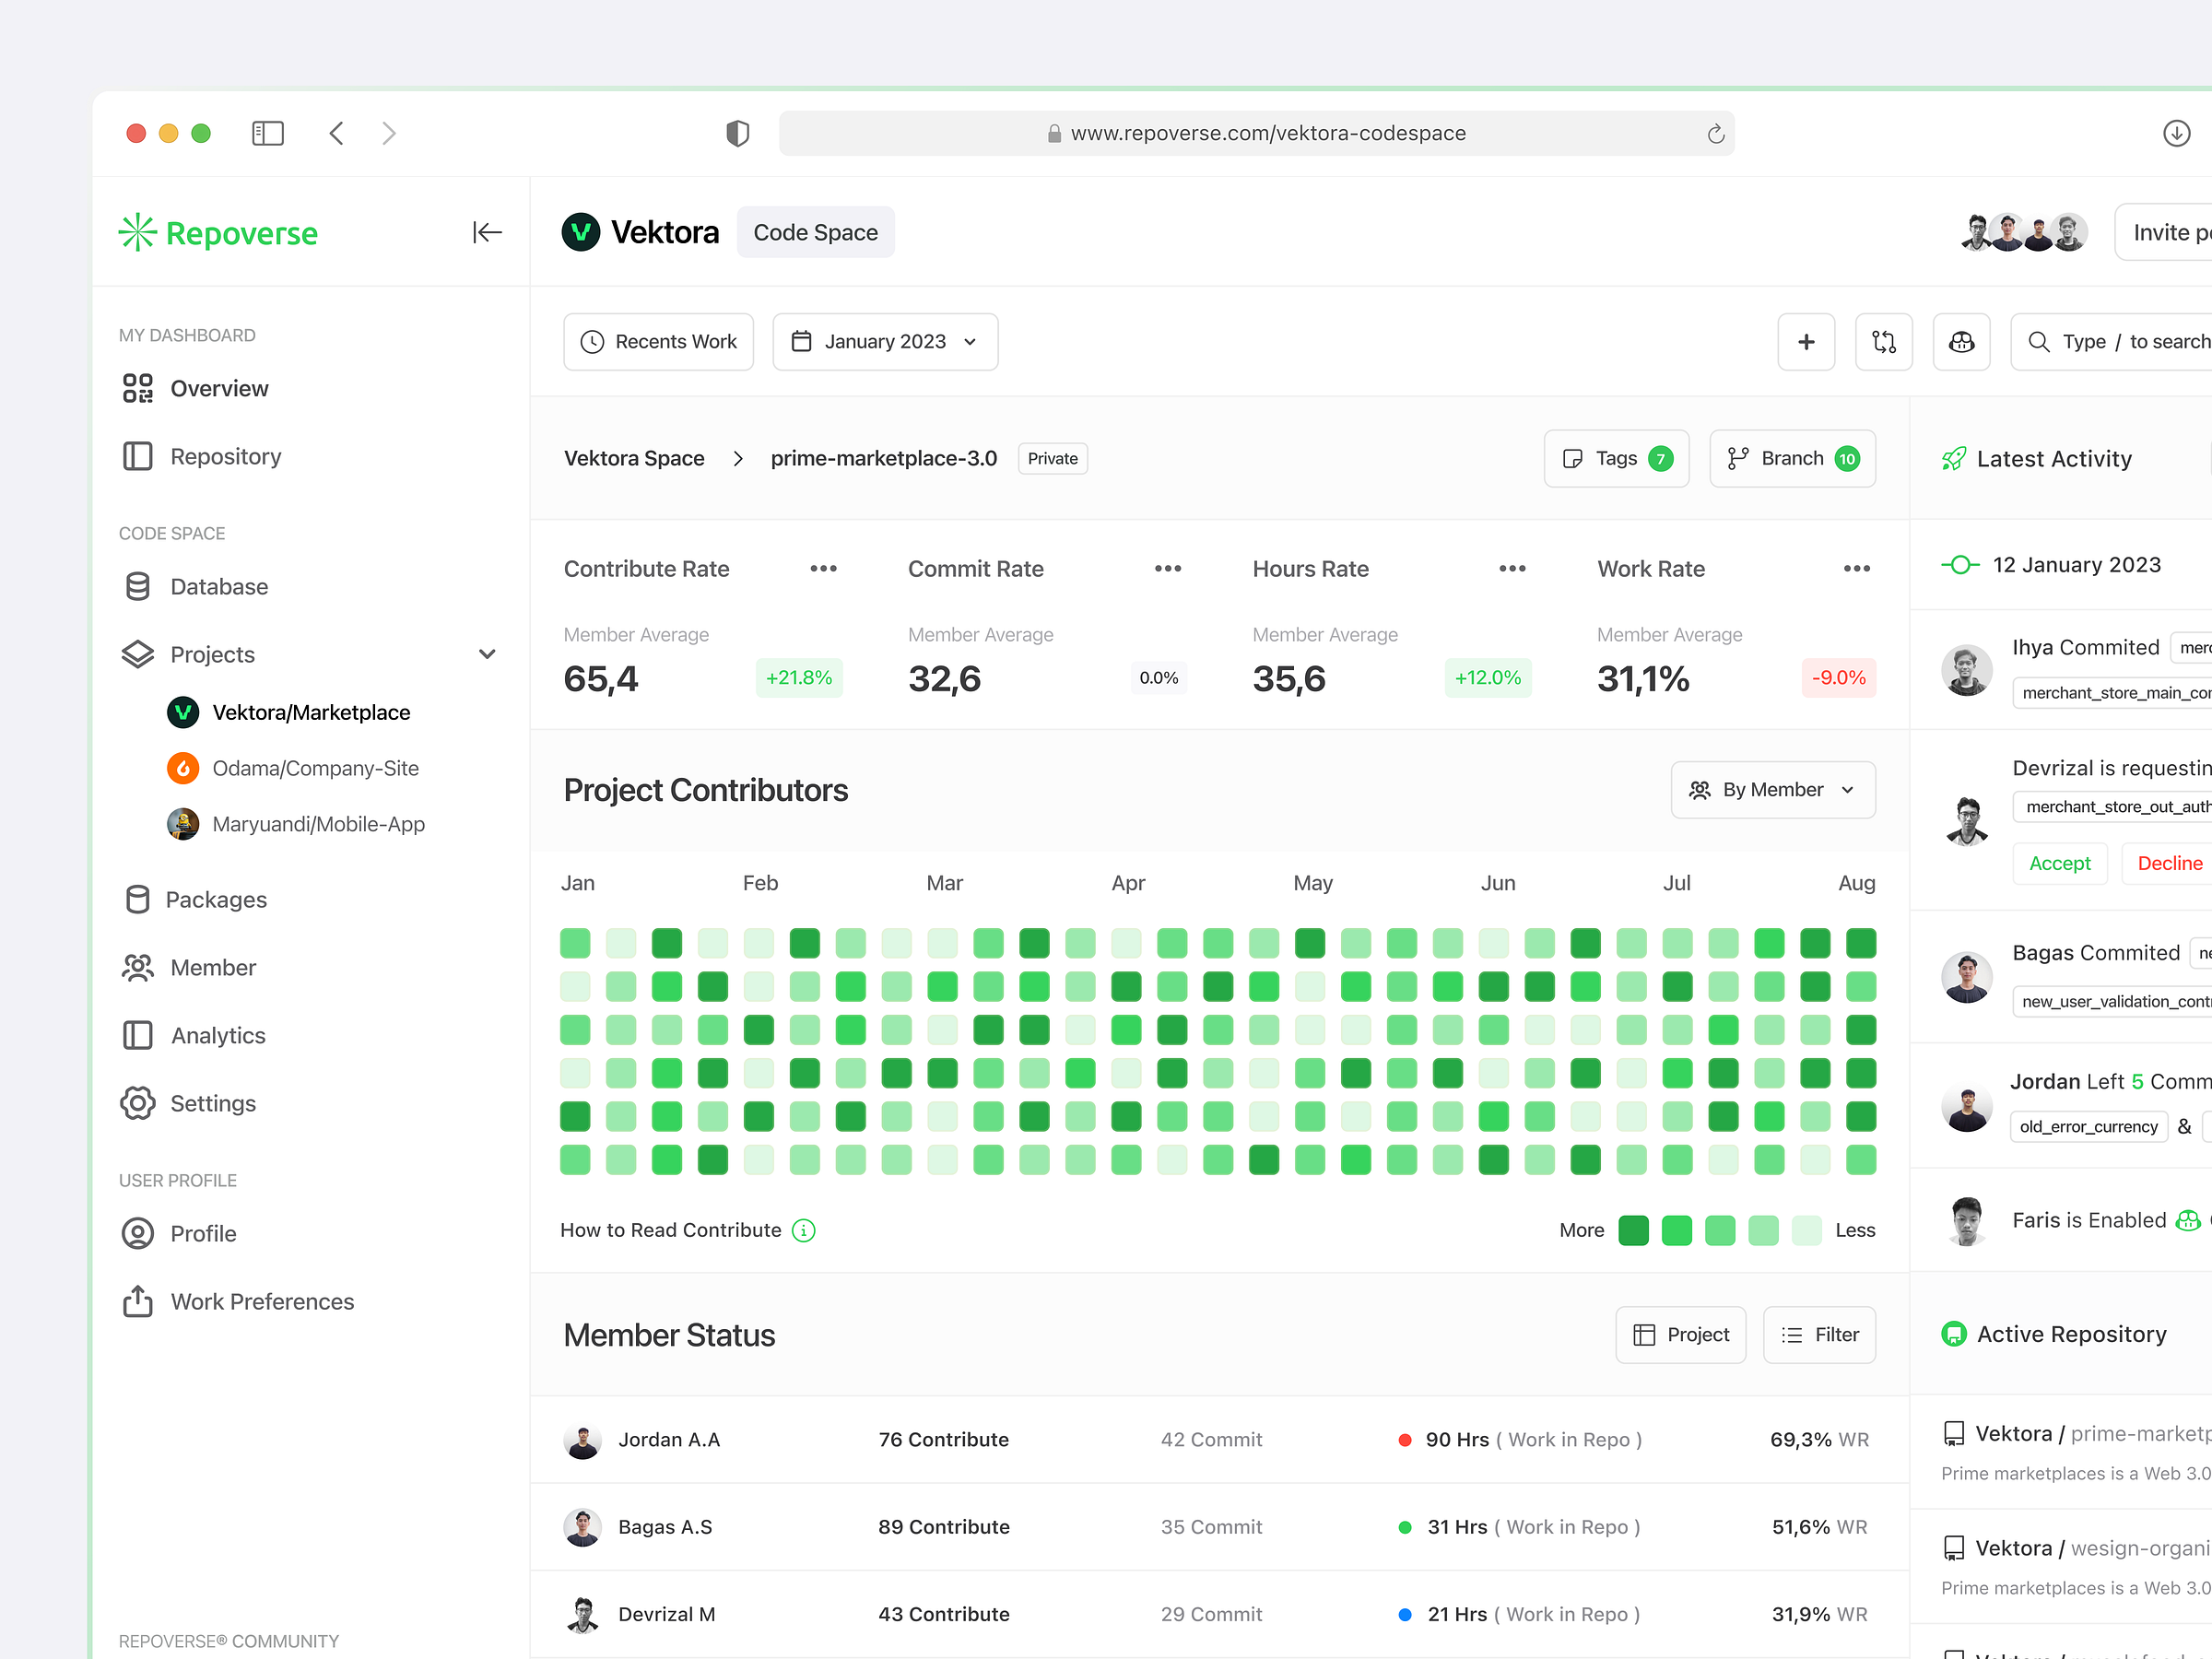 www.repoverse.com/vektora-codespace
Repoverse
Vektora Code Space
Invite
MY DASHBOARD
Overview
Repository
CODE SPACE
Database
Projects
Vektora/Marketplace
Odama/Company-Site
Maryuandi/Mobile-App
Packages
Member
Analytics
Settings
USER PROFILE
Profile
Work Preferences
REPOVERSE® COMMUNITY
Recents Work January 2023
Type / to search
Vektora Space > prime-marketplace-3.0 Private Tags 7 Branch 10
Contribute Rate ••• Commit Rate ••• Hours Rate ••• Work Rate •••
Member Average Member Average Member Average Member Average
65,4 +21.8% 32,6 0.0% 35,6 +12.0% 31,1% -9.0%
Project Contributors By Member
Jan Feb Mar Apr May Jun Jul Aug
How to Read Contribute More Less
Member Status Project Filter
Jordan A.A 76 Contribute 42 Commit 90 Hrs ( Work in Repo ) 69,3% WR
Bagas A.S 89 Contribute 35 Commit 31 Hrs ( Work in Repo ) 51,6% WR
Devrizal M 43 Contribute 29 Commit 21 Hrs ( Work in Repo ) 31,9% WR
Latest Activity
12 January 2023
Ihya Commited merc
merchant_store_main_con
Devrizal is requestin
merchant_store_out_auth
Accept Decline
Bagas Commited ne
new_user_validation_cont
Jordan Left 5 Comm
old_error_currency &
Faris is Enabled
Active Repository
Vektora / prime-marketp
Prime marketplaces is a Web 3.0
Vektora / wesign-organi
Prime marketplaces is a Web 3.0